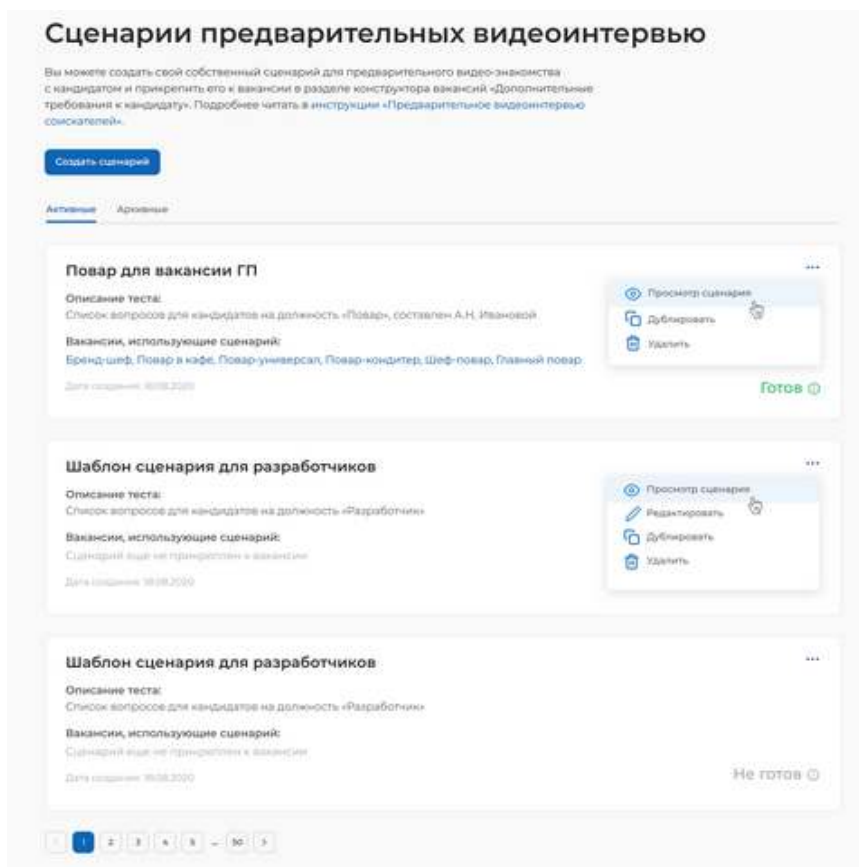 Сценарии предварительных видеоинтервью
Вы можете создать свой собственный сценарий для предварительного видео-знакомства
с кандидатом и прикрепить его к вакансии в разделе конструктора вакансий «Дополнительные
требования к кандидату». Подробнее читать в инструкции «Предварительное видеоинтервью
соискателей».
Создать сценарий
Активные Архивные
Повар для вакансии ГП
...
Описание теста:
Список вопросов для кандидатов на должность «Повар», составлен А.Н. Ивановой
Вакансии, использующие сценарий:
Бренд-шеф, Повар в кафе, Повар-универсал, Повар-кондитер, Шеф-повар, Главный повар
Дата создания: 18.08.2020
Просмотр сценария
Дублировать
Удалить
Готов
Шаблон сценария для разработчиков
...
Описание теста:
Список вопросов для кандидатов на должность «Разработчик»
Вакансии, использующие сценарий:
Сценарий еще не прикреплен к вакансии
Дата создания: 18.08.2020
Просмотр сценария
Редактировать
Дублировать
Удалить
Шаблон сценария для разработчиков
...
Описание теста:
Список вопросов для кандидатов на должность «Разработчик»
Вакансии, использующие сценарий:
Сценарий еще не прикреплен к вакансии
Дата создания: 18.08.2020
Не готов
1 2 3 4 5 ... 50 >